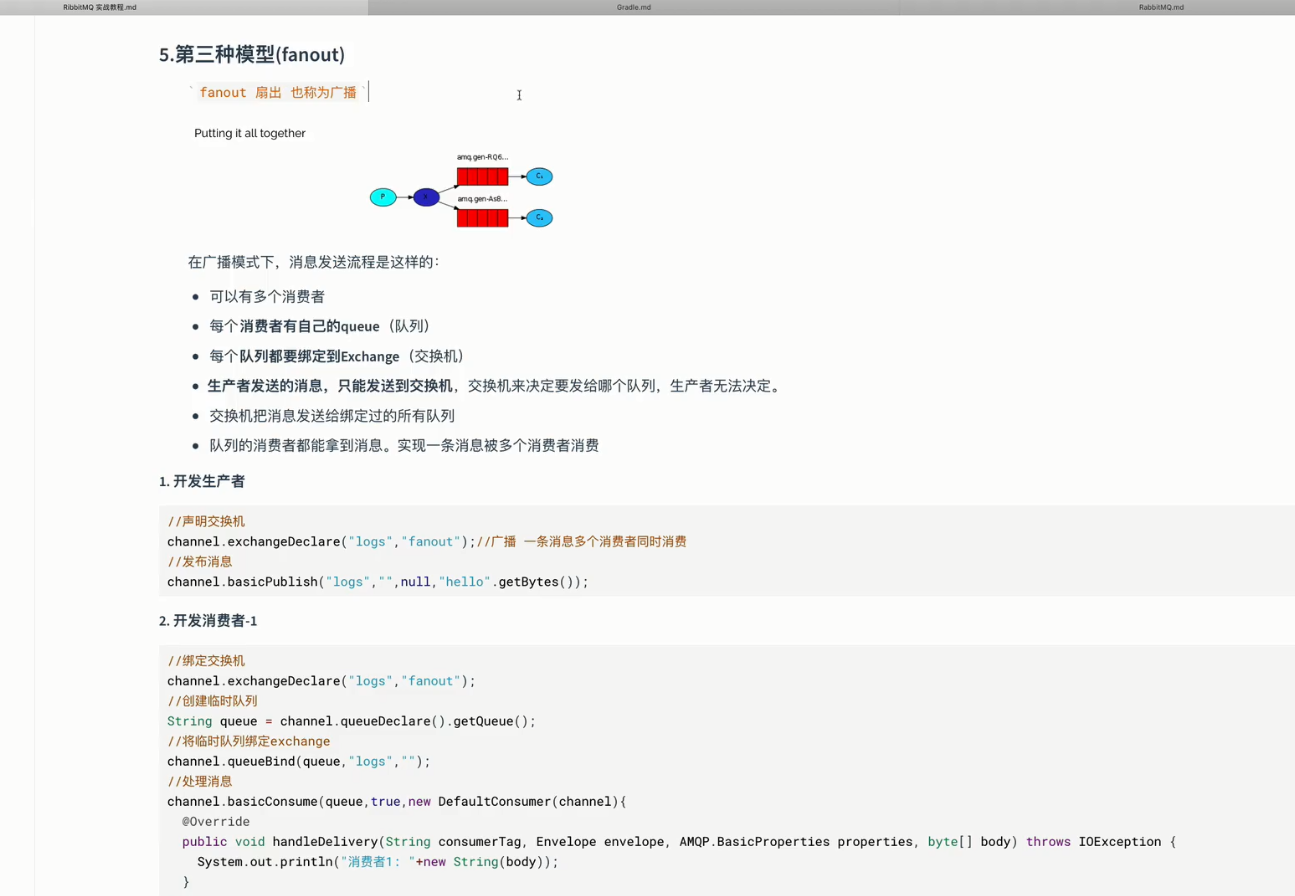 RibbitMQ 实战教程.md
Gradle.md
RabbitMQ.md
5.第三种模型(fanout)
`fanout 扇出 也称为广播`
Putting it all together
amq.gen-RQ6...
P
X
C₁
amq.gen-As8...
C₂
在广播模式下，消息发送流程是这样的：
• 可以有多个消费者
• 每个消费者有自己的queue（队列）
• 每个队列都要绑定到Exchange（交换机）
• 生产者发送的消息，只能发送到交换机，交换机来决定要发给哪个队列，生产者无法决定。
• 交换机把消息发送给绑定过的所有队列
• 队列的消费者都能拿到消息。实现一条消息被多个消费者消费
1. 开发生产者
//声明交换机
channel.exchangeDeclare("logs","fanout");//广播 一条消息多个消费者同时消费
//发布消息
channel.basicPublish("logs","",null,"hello".getBytes());
2. 开发消费者-1
//绑定交换机
channel.exchangeDeclare("logs","fanout");
//创建临时队列
String queue = channel.queueDeclare().getQueue();
//将临时队列绑定exchange
channel.queueBind(queue,"logs","");
//处理消息
channel.basicConsume(queue,true,new DefaultConsumer(channel){
  @Override
  public void handleDelivery(String consumerTag, Envelope envelope, AMQP.BasicProperties properties, byte[] body) throws IOException {
    System.out.println("消费者1: "+new String(body));
  }